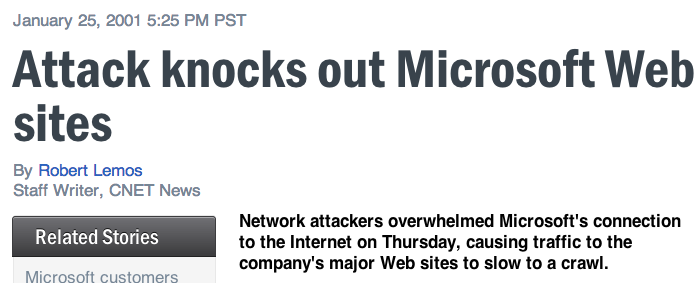 January 25, 2001 5:25 PM PST
Attack knocks out Microsoft Web
sites
By Robert Lemos
Staff Writer, CNET News
Related Stories
Microsoft customers
Network attackers overwhelmed Microsoft's connection
to the Internet on Thursday, causing traffic to the
company's major Web sites to slow to a crawl.